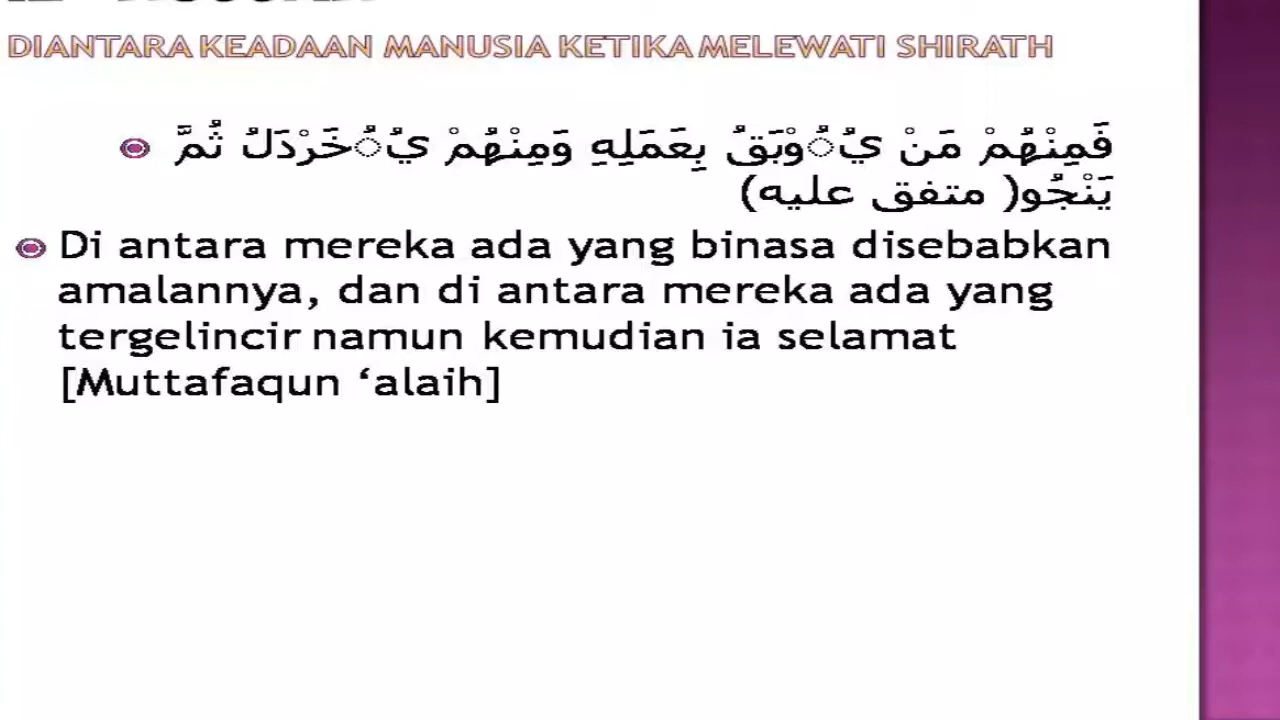 DIANTARA KEADAAN MANUSIA KETIKA MELEWATI SHIRATH
فَمِنْهُمْ مَنْ يُُوْبَقُ بِعَمَلِهِ وَمِنْهُمْ يُُخَرْدَلُ ثُمَّ
يَنْجُو( متفق عليه)
Di antara mereka ada yang binasa disebabkan
amalannya, dan di antara mereka ada yang
tergelincir namun kemudian ia selamat
[Muttafaqun ‘alaih]